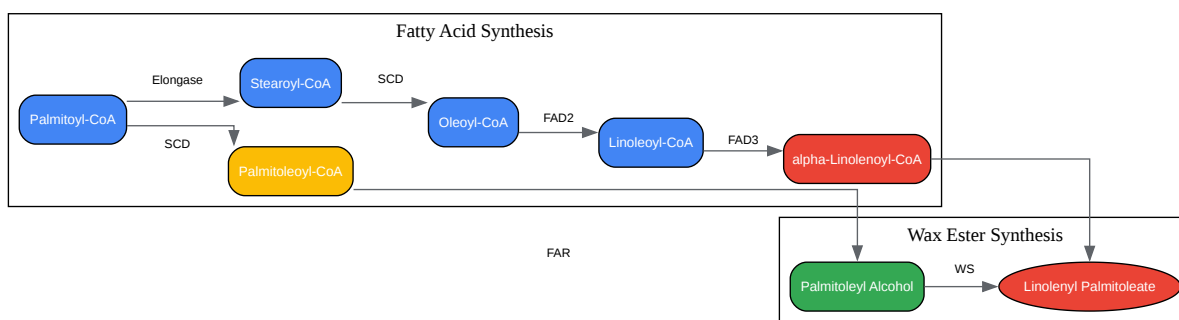 Fatty Acid Synthesis
Elongase
Stearoyl-CoA
SCD
Palmitoyl-CoA
Oleoyl-CoA
FAD2
Linoleoyl-CoA
FAD3
alpha-Linolenoyl-CoA
SCD
Palmitoleoyl-CoA
Wax Ester Synthesis
FAR
Palmitoleyl Alcohol
WS
Linolenyl Palmitoleate